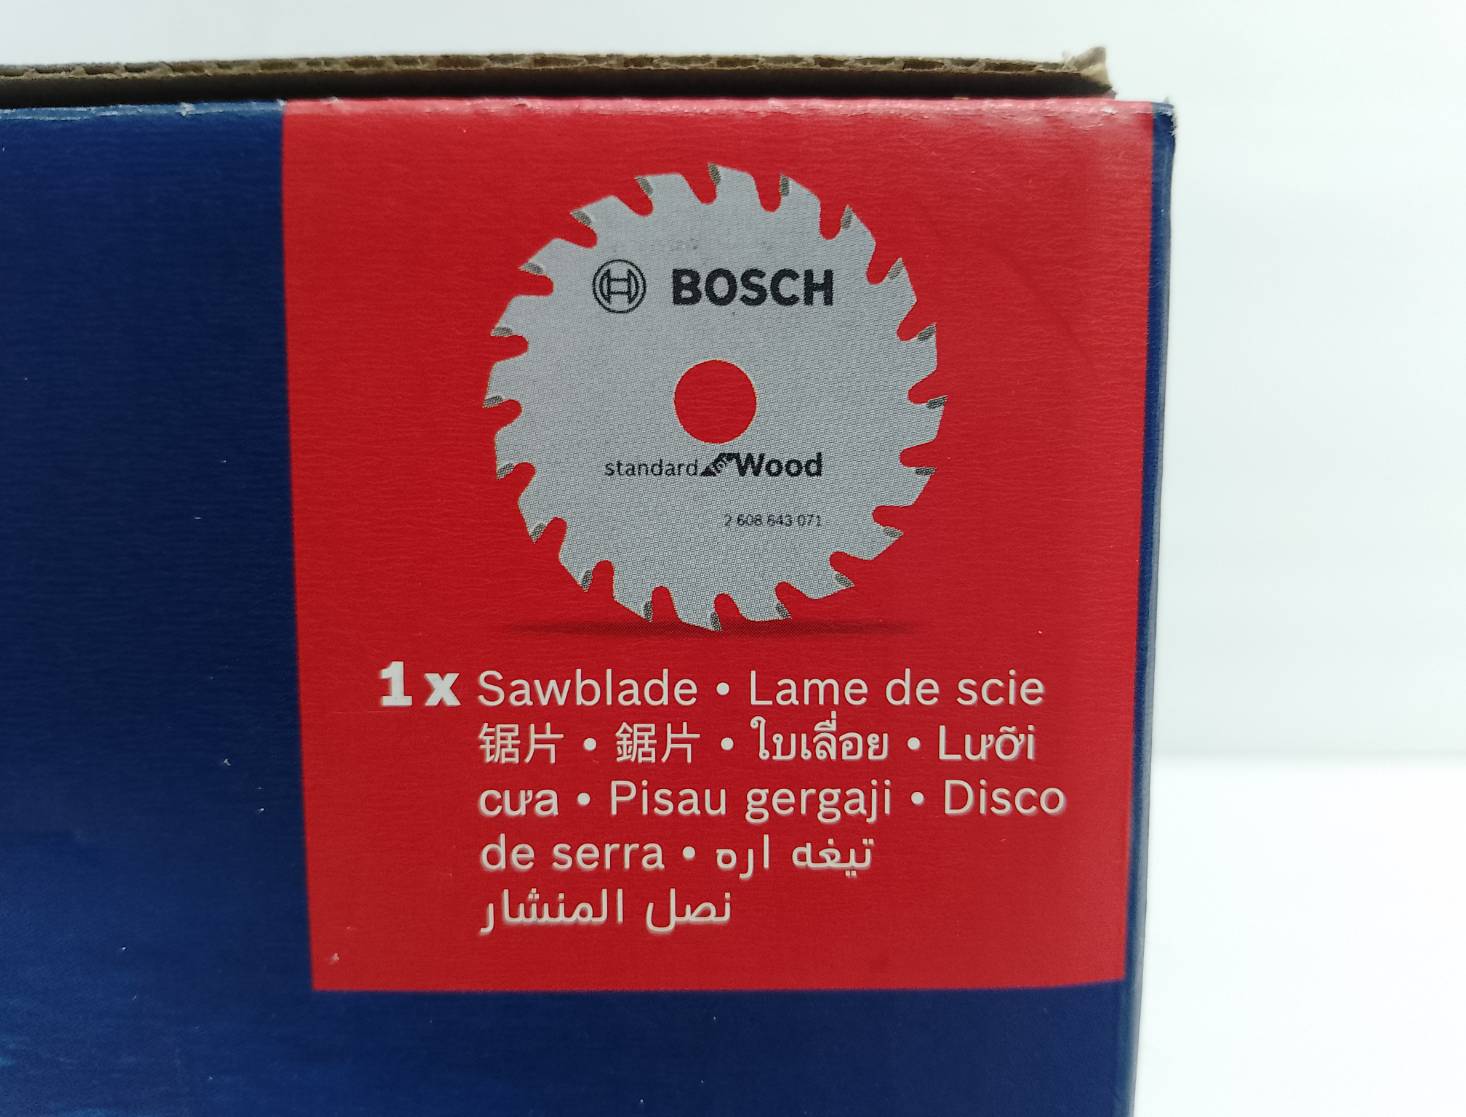 BOSCH
standard for Wood
2 608 643 071
1 x Sawblade • Lame de scie
锯片 • 鋸片 • ใบเลื่อย • Lưỡi
cưa • Pisau gergaji • Disco
de serra • تیغه اره
نصل المنشار